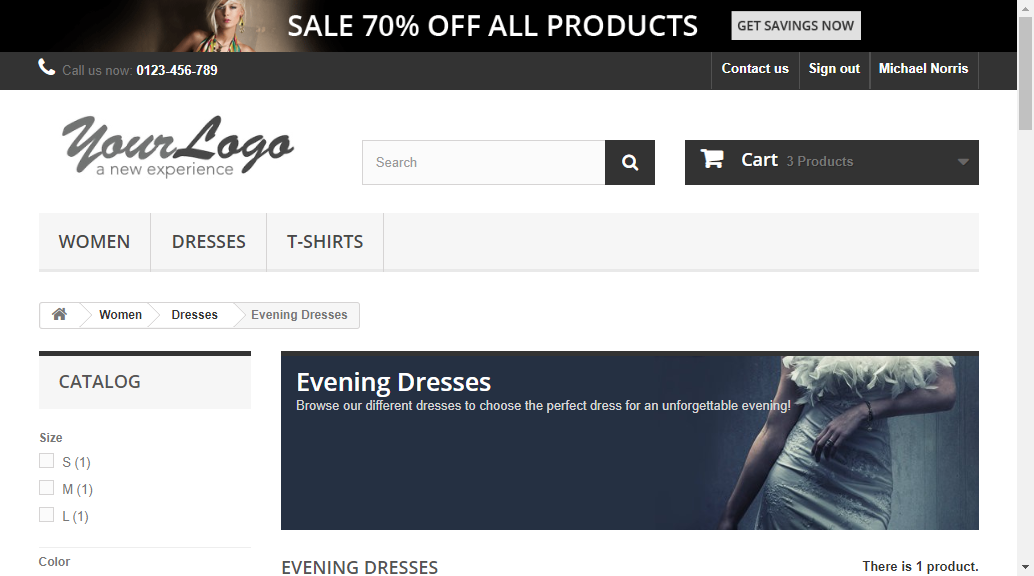 SALE 70% OFF ALL PRODUCTS GET SAVINGS NOW
Call us now: 0123-456-789 Contact us Sign out Michael Norris
YourLogo
a new experience
Search
Cart 3 Products
WOMEN DRESSES T-SHIRTS
Women Dresses Evening Dresses
CATALOG
Size
S (1)
M (1)
L (1)
Color
Evening Dresses
Browse our different dresses to choose the perfect dress for an unforgettable evening!
EVENING DRESSES There is 1 product.